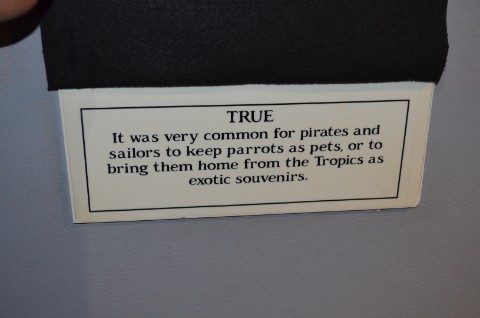 TRUE
It was very common for pirates and
sailors to keep parrots as pets, or to
bring them home from the Tropics as
exotic souvenirs.